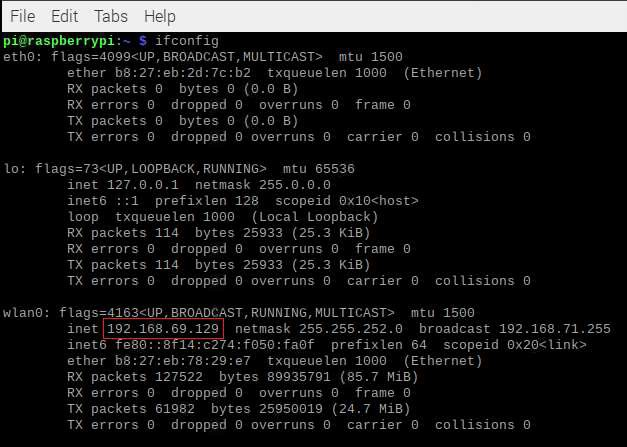 File Edit Tabs Help
pi@raspberrypi:~ $ ifconfig
eth0: flags=4099<UP,BROADCAST,MULTICAST> mtu 1500
ether b8:27:eb:2d:7c:b2 txqueuelen 1000 (Ethernet)
RX packets 0 bytes 0 (0.0 B)
RX errors 0 dropped 0 overruns 0 frame 0
TX packets 0 bytes 0 (0.0 B)
TX errors 0 dropped 0 overruns 0 carrier 0 collisions 0
lo: flags=73<UP,LOOPBACK,RUNNING> mtu 65536
inet 127.0.0.1 netmask 255.0.0.0
inet6 ::1 prefixlen 128 scopeid 0x10<host>
loop txqueuelen 1000 (Local Loopback)
RX packets 114 bytes 25933 (25.3 KiB)
RX errors 0 dropped 0 overruns 0 frame 0
TX packets 114 bytes 25933 (25.3 KiB)
TX errors 0 dropped 0 overruns 0 carrier 0 collisions 0
wlan0: flags=4163<UP,BROADCAST,RUNNING,MULTICAST> mtu 1500
inet 192.168.69.129 netmask 255.255.252.0 broadcast 192.168.71.255
inet6 fe80::8f14:c274:f050:fa0f prefixlen 64 scopeid 0x20<link>
ether b8:27:eb:78:29:e7 txqueuelen 1000 (Ethernet)
RX packets 127522 bytes 89935791 (85.7 MiB)
RX errors 0 dropped 0 overruns 0 frame 0
TX packets 61982 bytes 25950019 (24.7 MiB)
TX errors 0 dropped 0 overruns 0 carrier 0 collisions 0